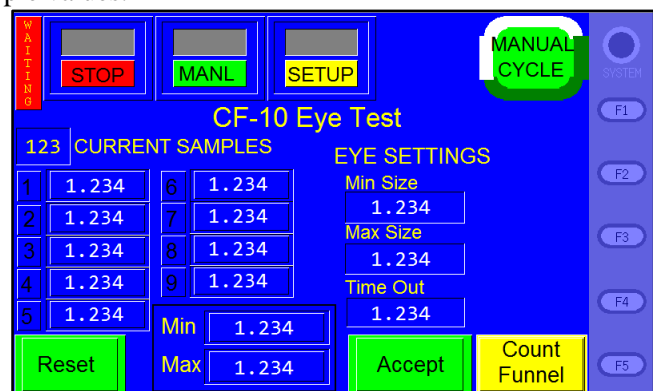 WAITING
STOP
MANL
SETUP
MANUAL
CYCLE
SYSTEM
CF-10 Eye Test
F1
123 CURRENT SAMPLES
EYE SETTINGS
1 1.234
6 1.234
Min Size
1.234
F2
2 1.234
7 1.234
Max Size
1.234
F3
3 1.234
8 1.234
4 1.234
9 1.234
Time Out
1.234
F4
5 1.234
Min 1.234
Max 1.234
Reset
Accept
Count
Funnel
F5